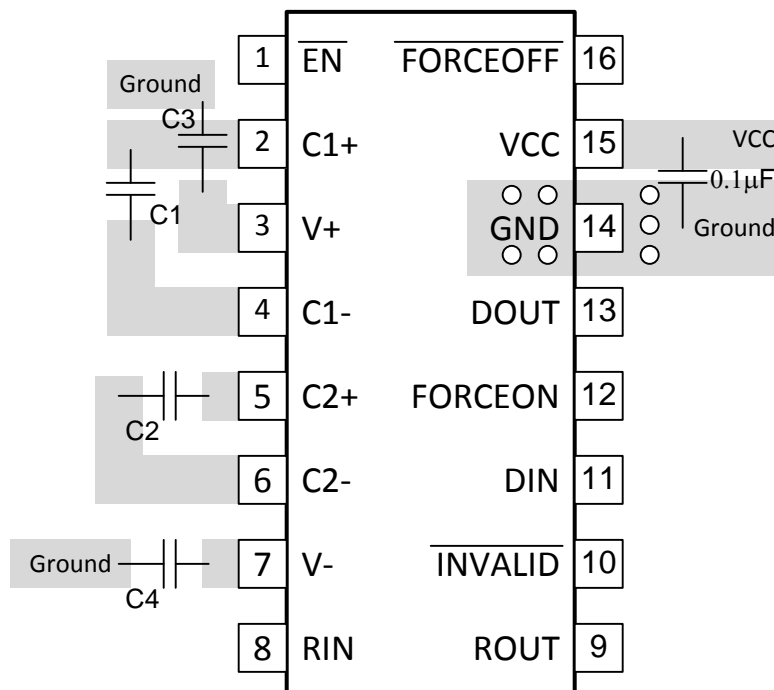 1 EN FORCEOFF 16
Ground
C3
2 C1+ VCC 15 VCC
0.1µF
C1
3 V+ GND 14 Ground
4 C1- DOUT 13
5 C2+ FORCEON 12
C2
6 C2- DIN 11
Ground 7 V- INVALID 10
C4
8 RIN ROUT 9